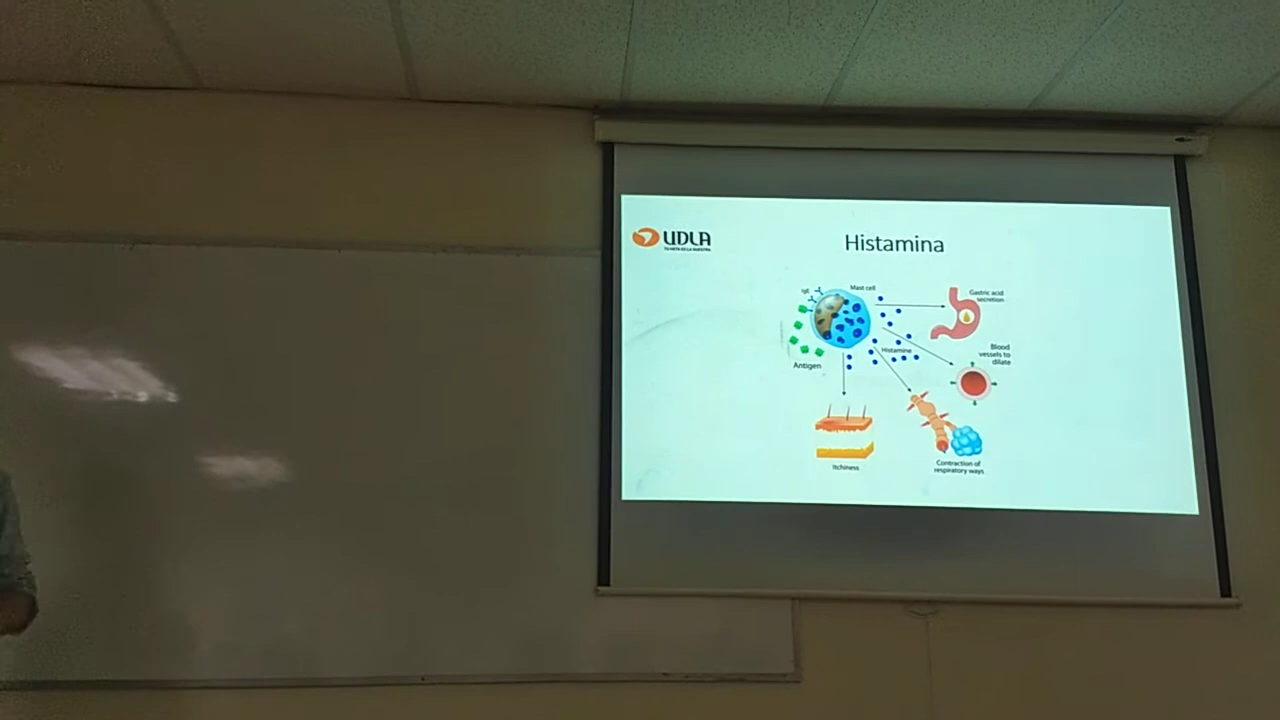 UDLA
Histamina
IgE
Mast cell
Gastric acid
secretion
Histamine
Blood
vessels to
dilate
Antigen
Itchiness
Contraction of
respiratory ways